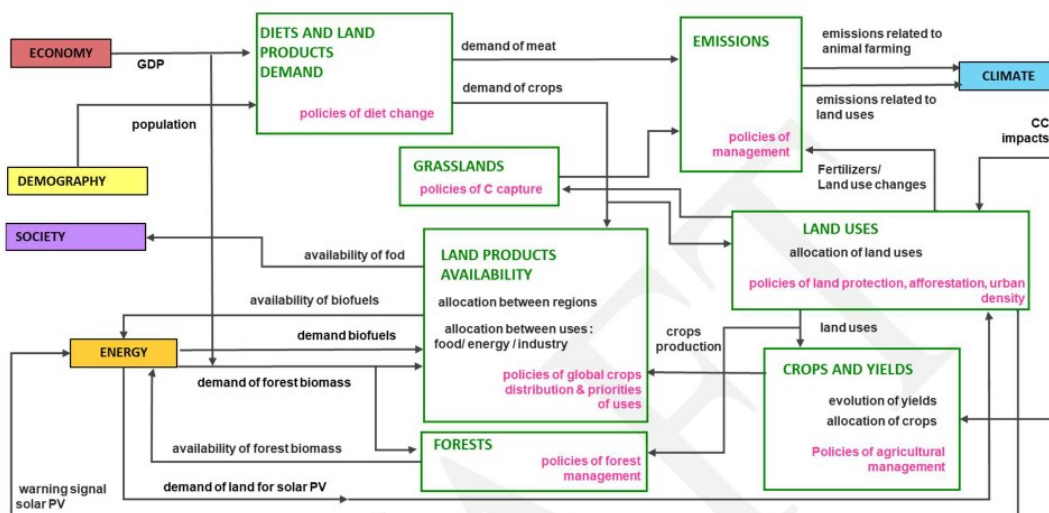 ECONOMY
GDP
DIETS AND LAND
PRODUCTS
DEMAND
policies of diet change
demand of meat
demand of crops
EMISSIONS
policies of
management
emissions related to
animal farming
emissions related to
land uses
CLIMATE
CC
impacts
population
DEMOGRAPHY
GRASSLANDS
policies of C capture
Fertilizers/
Land use changes
SOCIETY
availability of fod
LAND PRODUCTS
AVAILABILITY
allocation between regions
allocation between uses :
food/ energy / industry
policies of global crops
distribution & priorities
of uses
LAND USES
allocation of land uses
policies of land protection, afforestation, urban
density
availability of biofuels
demand biofuels
ENERGY
demand of forest biomass
crops
production
land uses
CROPS AND YIELDS
evolution of yields
allocation of crops
Policies of agricultural
management
availability of forest biomass
FORESTS
policies of forest
management
warning signal
solar PV
demand of land for solar PV